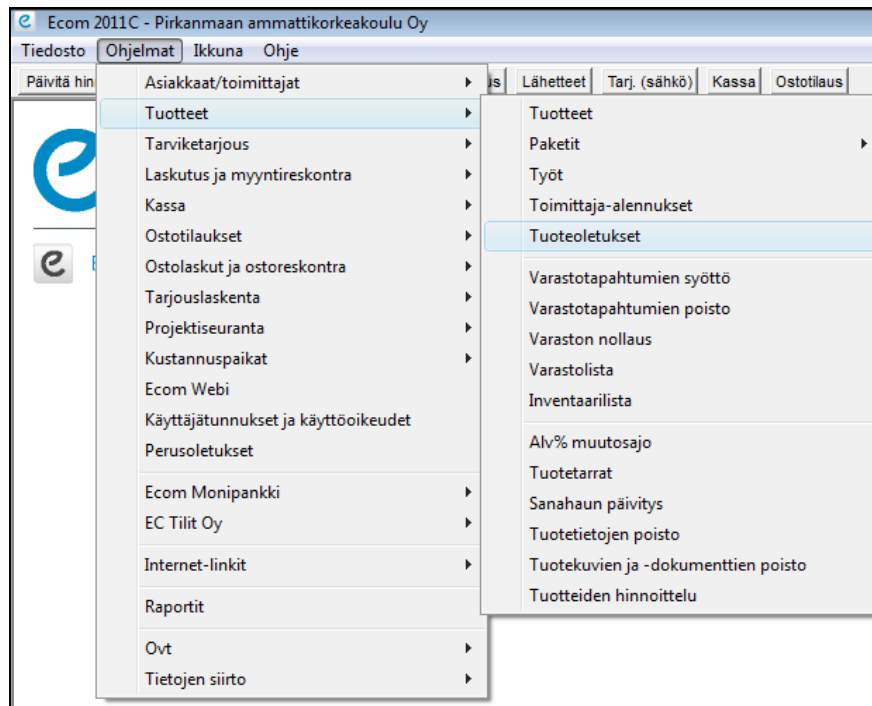 Ecom 2011C - Pirkanmaan ammattikorkeakoulu Oy
Tiedosto Ohjelmat Ikkuna Ohje
Päivitä hin Lähetteet Tarj. (sähkö) Kassa Ostotilaus
Asiakkaat/toimittajat
Tuotteet
Tarviketarjous
Laskutus ja myyntireskontra
Kassa
Ostotilaukset
Ostolaskut ja ostoreskontra
Tarjouslaskenta
Projektiseuranta
Kustannuspaikat
Ecom Webi
Käyttäjätunnukset ja käyttöoikeudet
Perusoletukset
Ecom Monipankki
EC Tilit Oy
Internet-linkit
Raportit
Ovt
Tietojen siirto
Tuotteet
Paketit
Työt
Toimittaja-alennukset
Tuoteoletukset
Varastotapahtumien syöttö
Varastotapahtumien poisto
Varaston nollaus
Varastolista
Inventaarilista
Alv% muutosajo
Tuotetarrat
Sanahaun päivitys
Tuotetietojen poisto
Tuotekuvien ja -dokumenttien poisto
Tuotteiden hinnoittelu